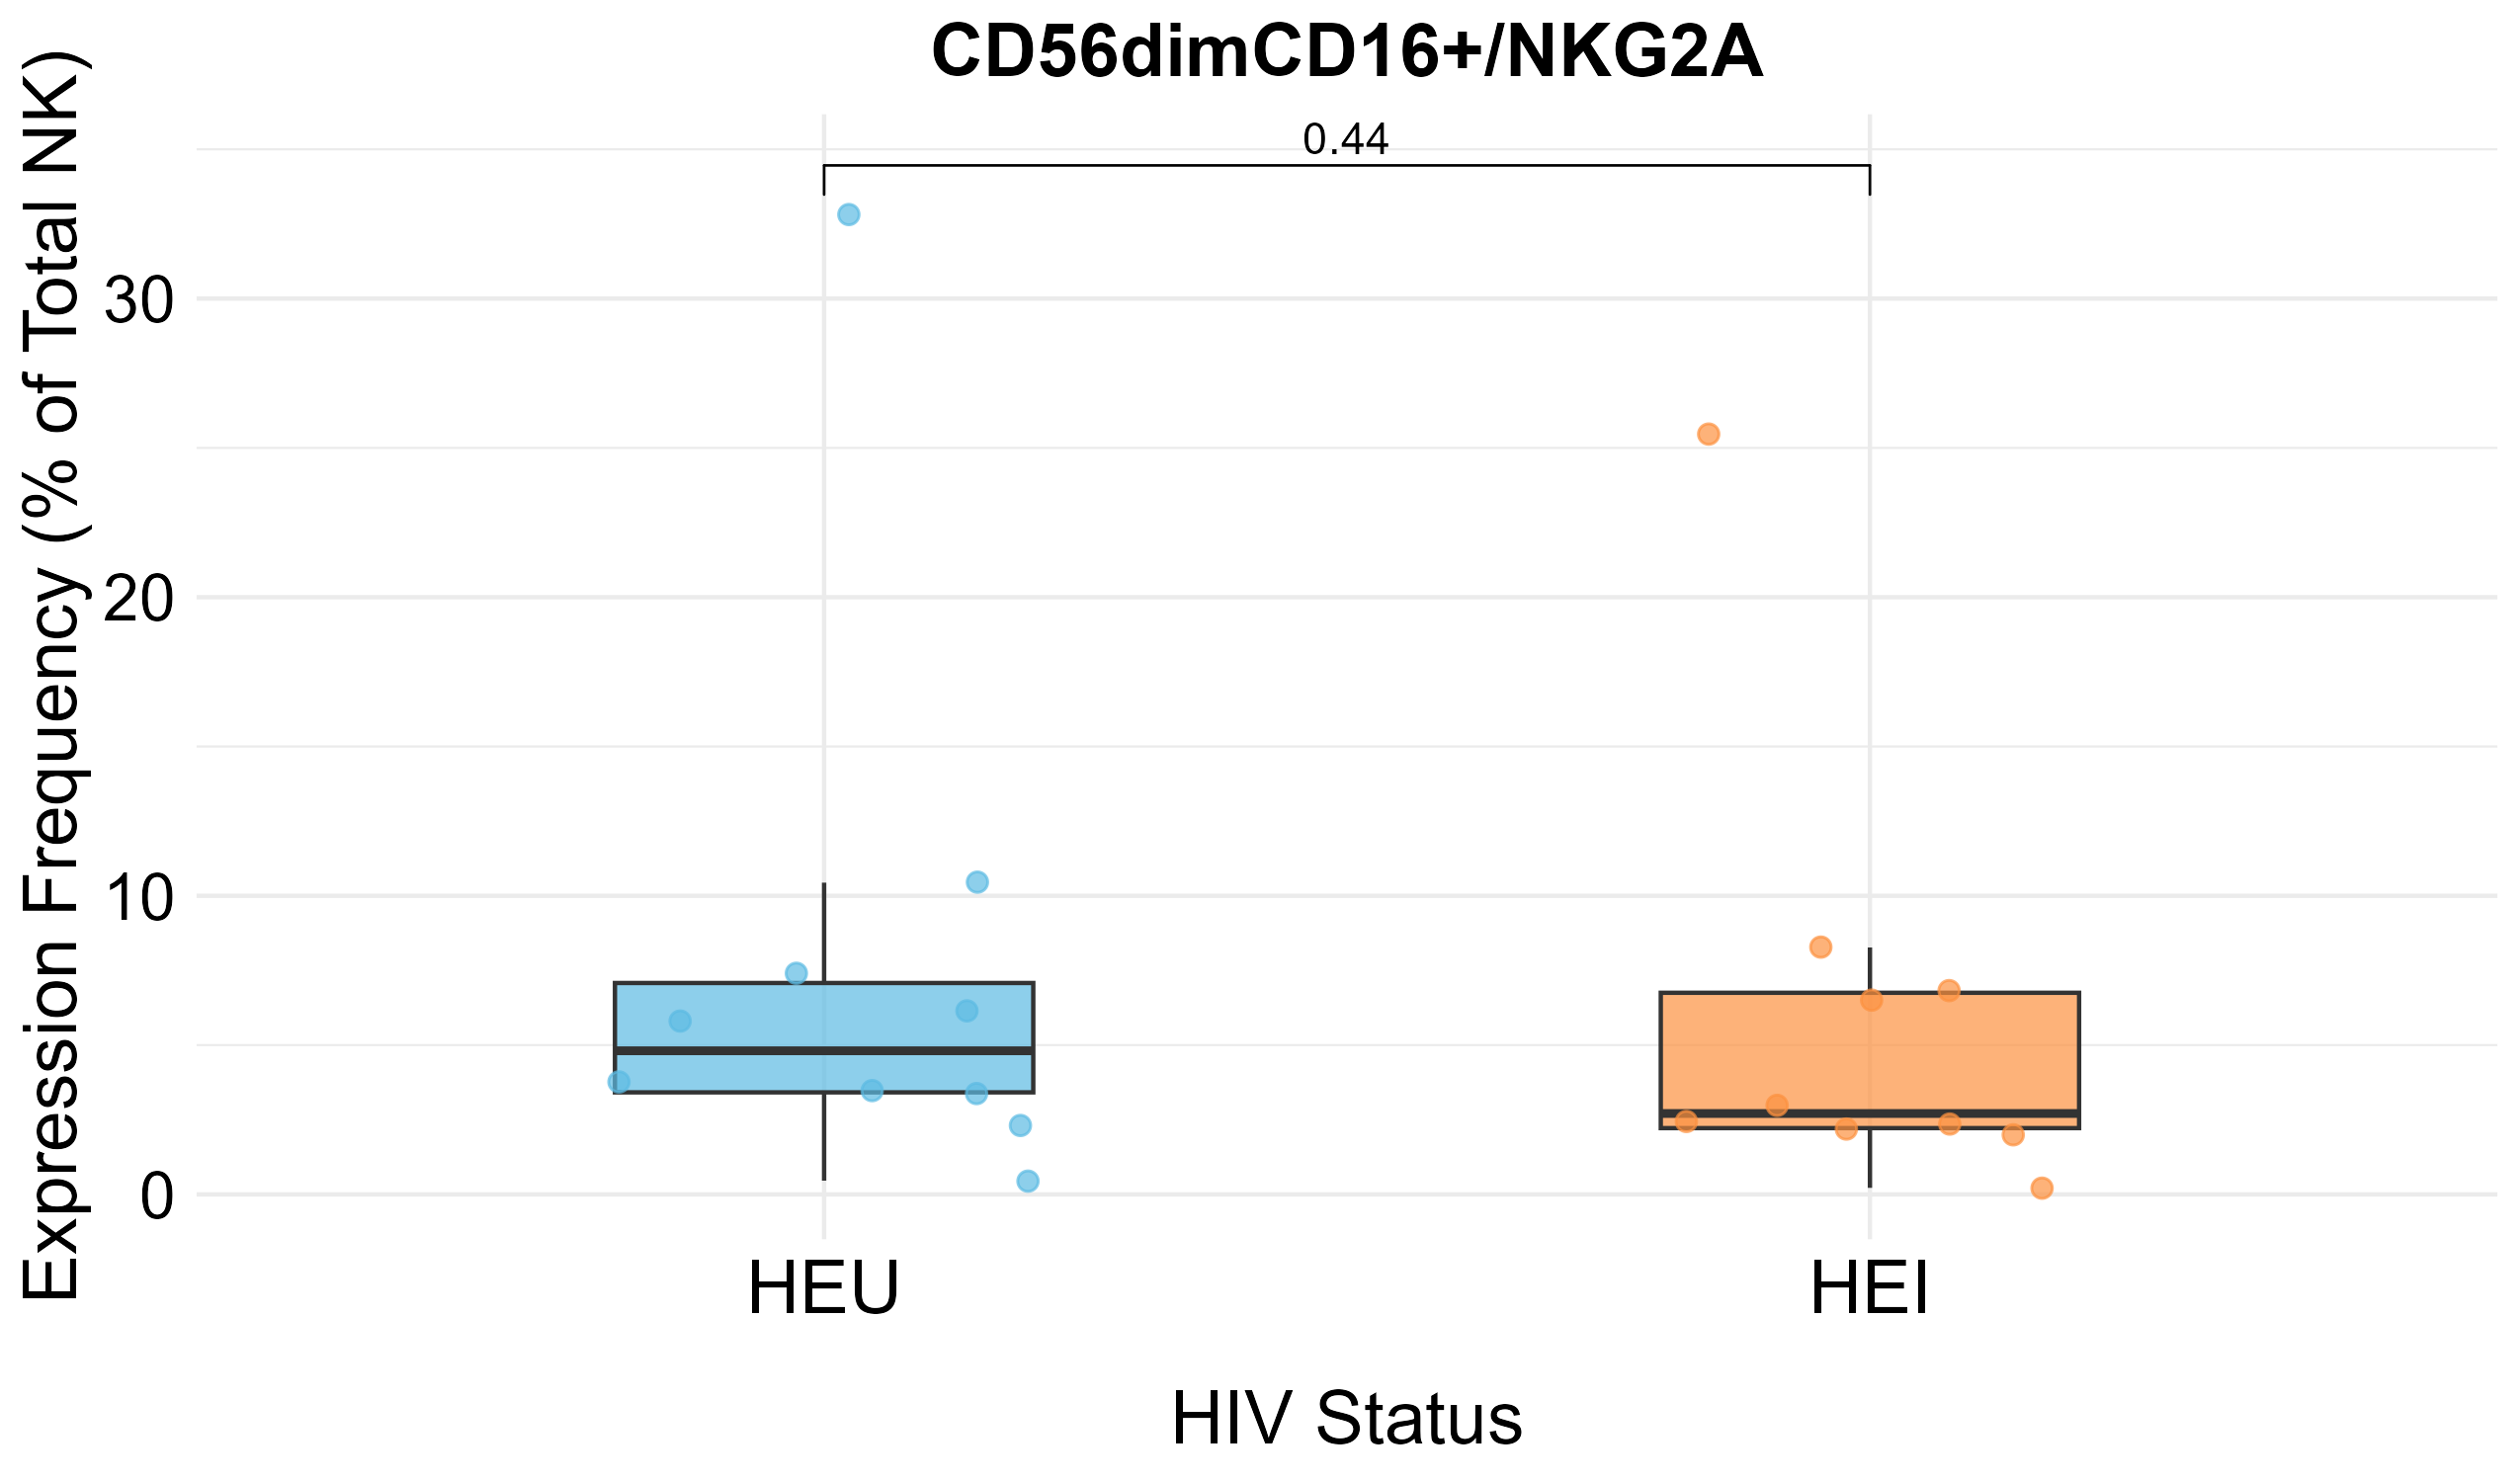 CD56dimCD16+/NKG2A
0.44
Expression Frequency (% of Total NK)
30
20
10
0
HEU
HEI
HIV Status